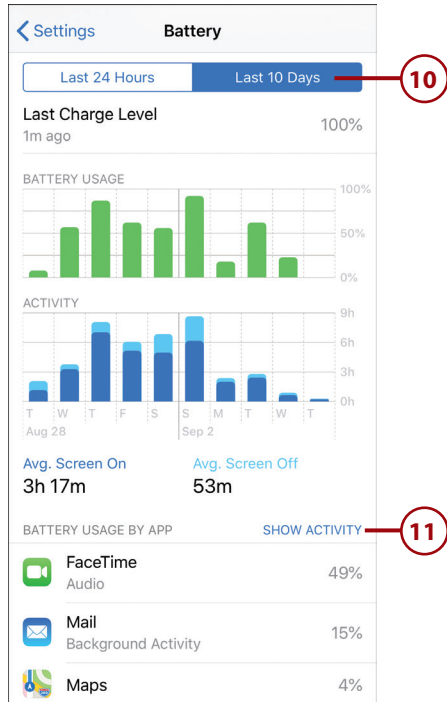 Settings
Battery
Last 24 Hours
Last 10 Days
10
Last Charge Level
1m ago
100%
BATTERY USAGE
100%
50%
0%
ACTIVITY
9h
6h
3h
0h
T W T F S S M T W T
Aug 28
Sep 2
Avg. Screen On
Avg. Screen Off
3h 17m
53m
BATTERY USAGE BY APP
SHOW ACTIVITY
11
FaceTime
Audio
49%
Mail
Background Activity
15%
Maps
4%